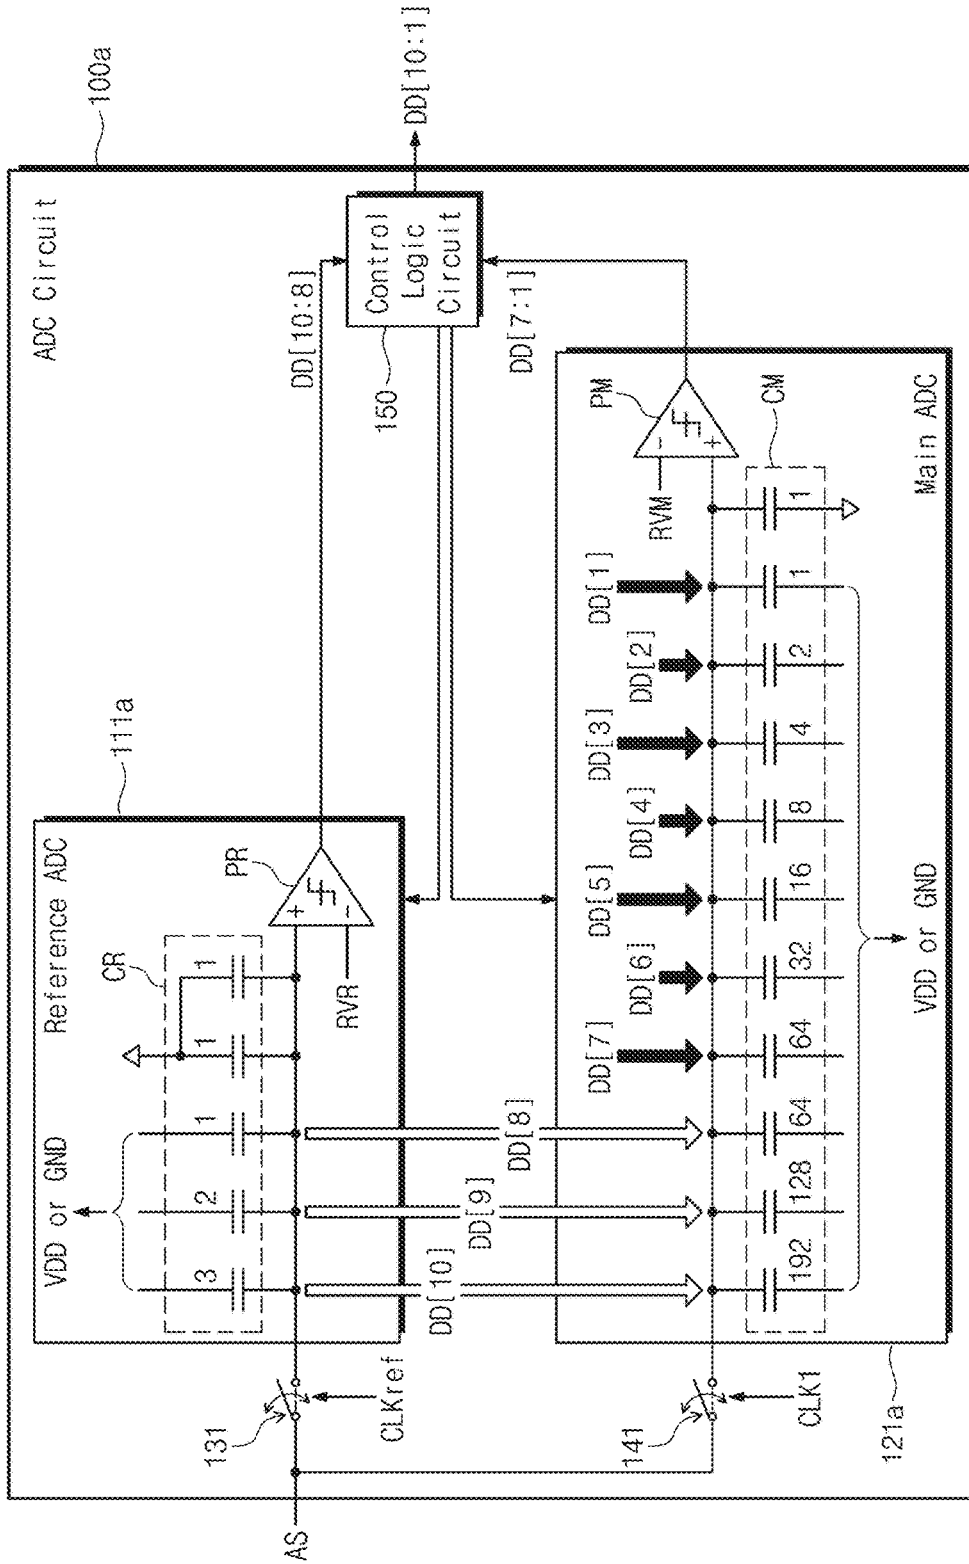 100a
ADC Circuit
111a
Reference ADC
VDD or GND
CR
3
2
1
1
1
PR
+
-
RVR
DD[10:8]
Control
Logic
Circuit
150
DD[10:1]
DD[7:1]
131
CLKref
AS
DD[10]
DD[9]
DD[8]
DD[7]
DD[6]
DD[5]
DD[4]
DD[3]
DD[2]
DD[1]
RVM
PM
-
+
141
CLK1
192
128
64
64
32
16
8
4
2
1
1
CM
VDD or GND
Main ADC
121a